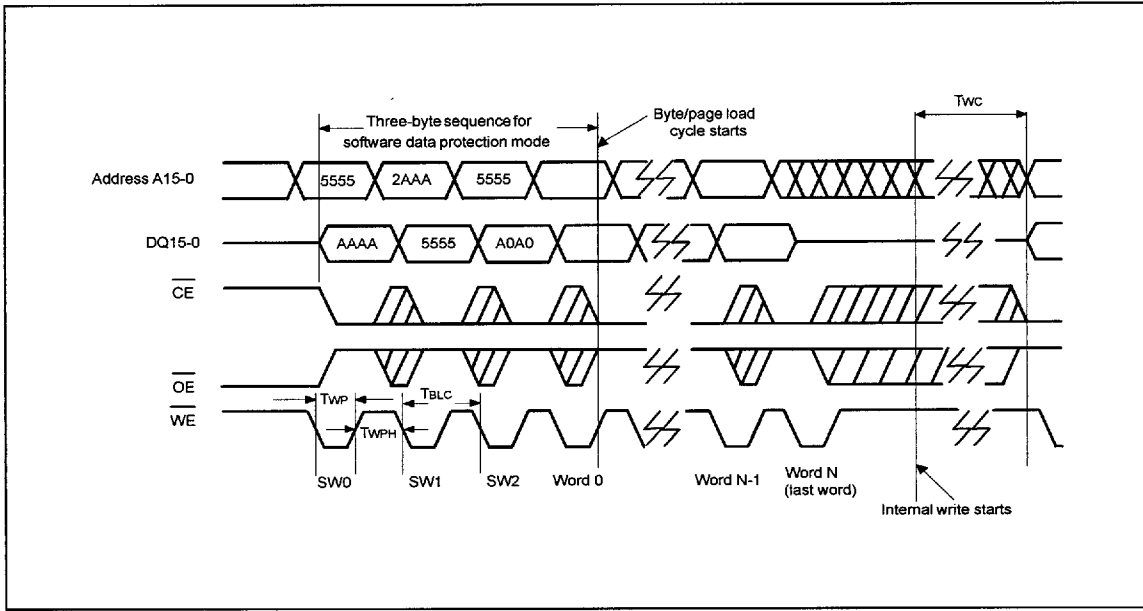 Three-byte sequence for
software data protection mode
Byte/page load
cycle starts
TWC
Address A15-0
5555
2AAA
5555
DQ15-0
AAAA
5555
A0A0
CE
OE
TWP
TBLC
WE
TWPH
SW0
SW1
SW2
Word 0
Word N-1
Word N
(last word)
Internal write starts